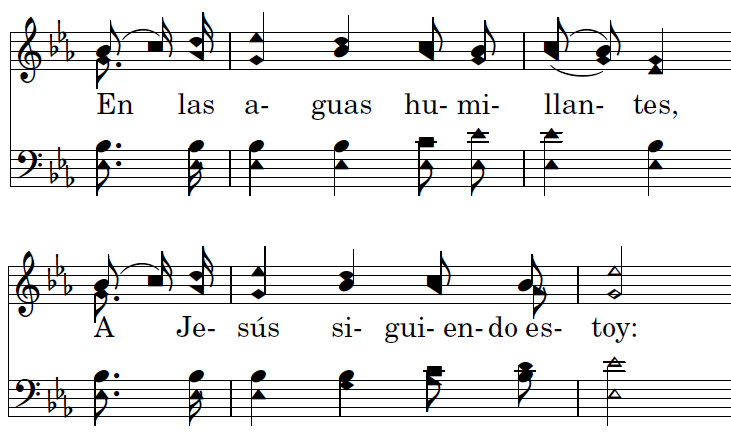 En las a- guas hu- mi- llan- tes,
A Je- sús si- gui- en- do es- toy: